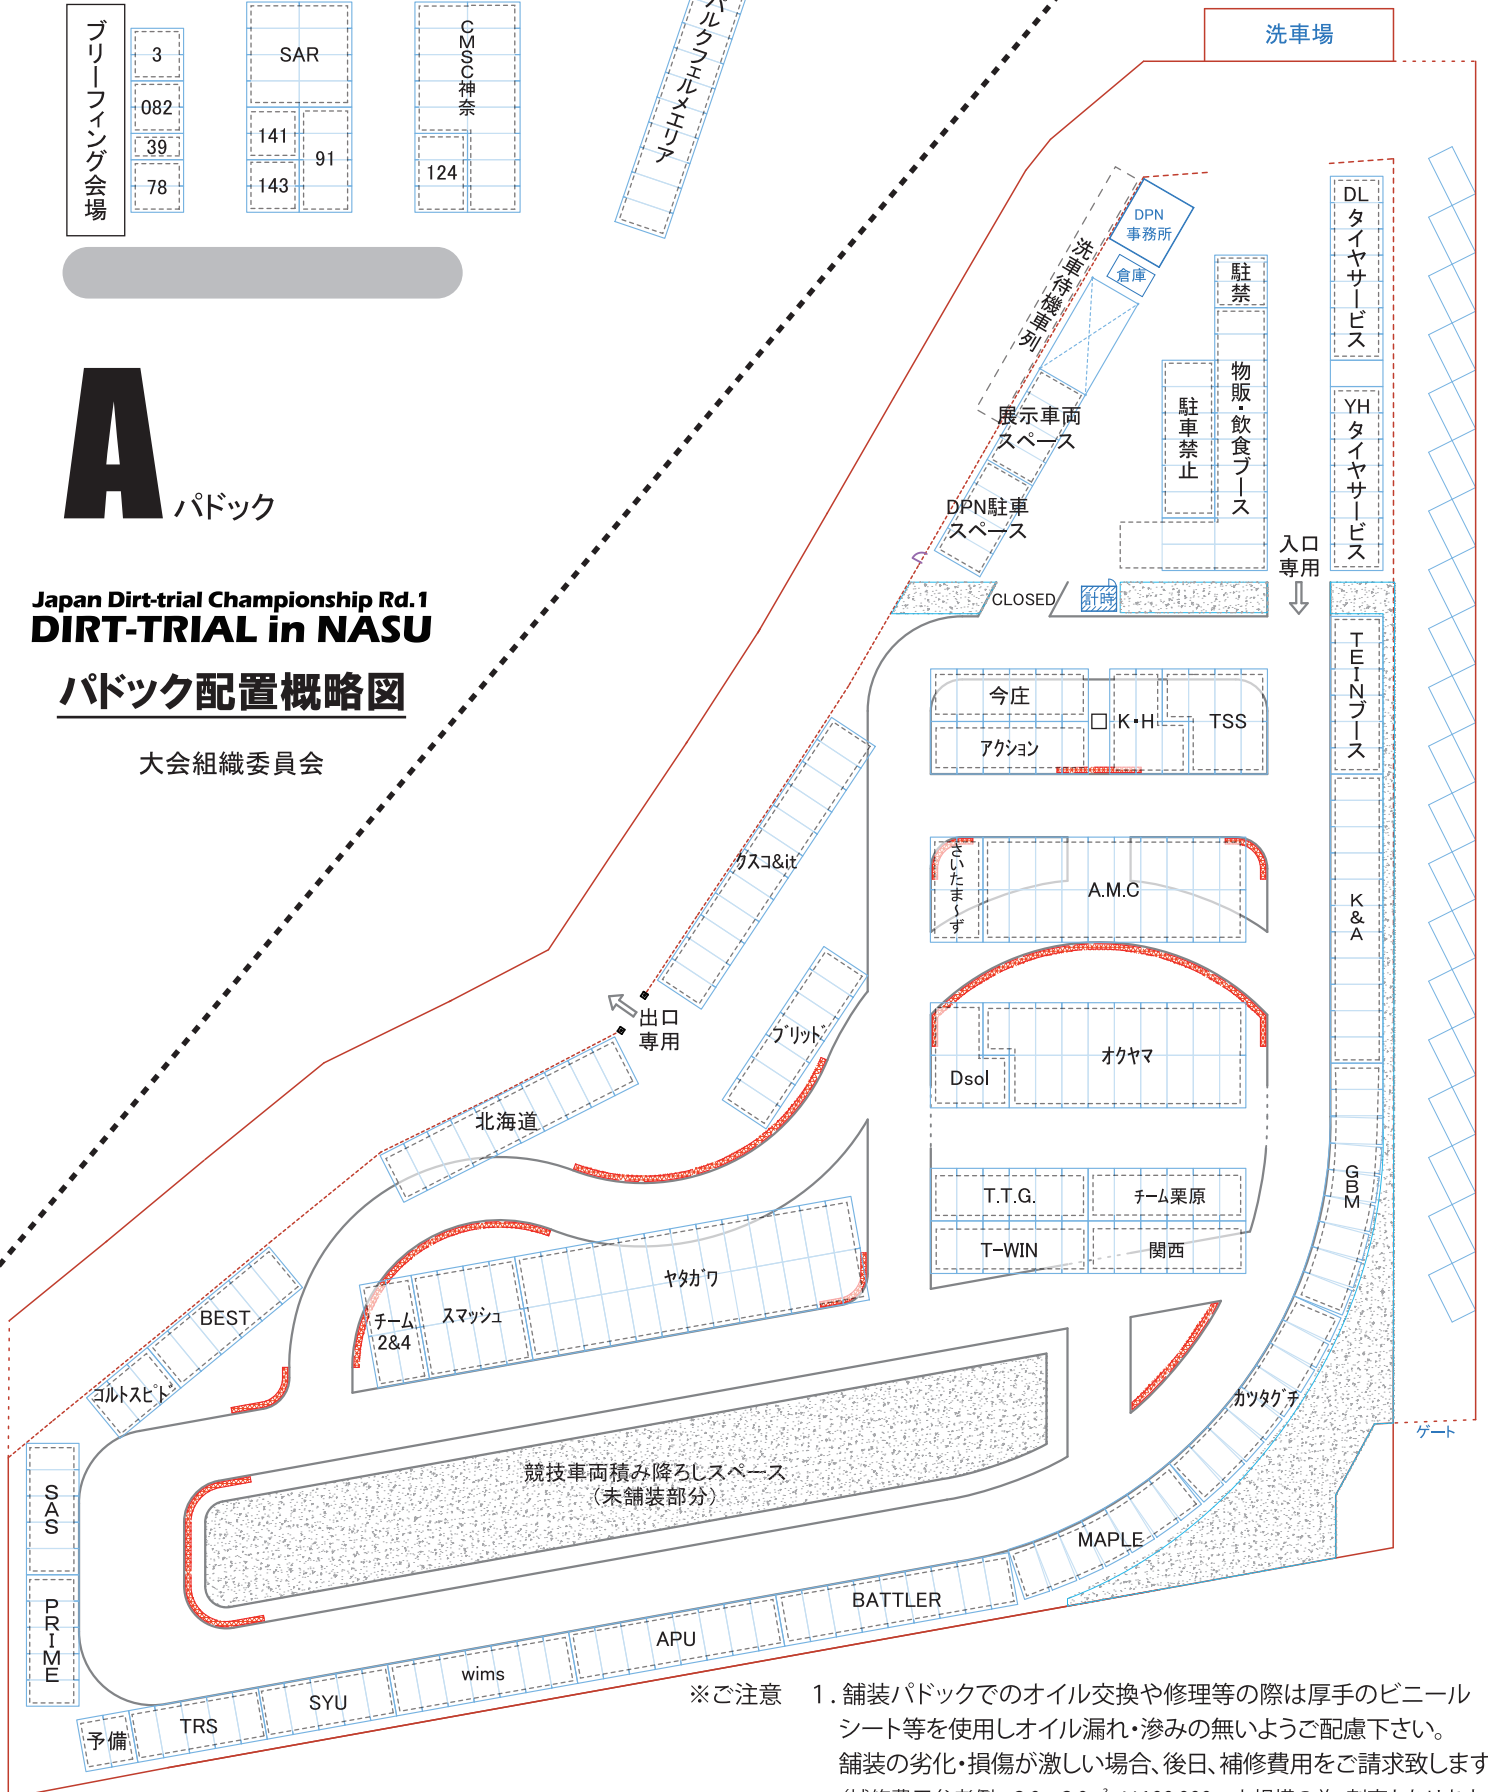 ブリーフィング会場
3
082
39
78
SAR
141
143
91
CMSC神奈
124
パルクフェルメエリア
洗車場
A パドック
Japan Dirt-trial Championship Rd.1
DIRT-TRIAL in NASU
パドック配置概略図
大会組織委員会
DPN
事務所
倉庫
洗車待機車列
展示車両
スペース
DPN駐車
スペース
駐禁
駐車禁止
物販・飲食ブース
DLタイヤサービス
YHタイヤサービス
入口
専用
CLOSED
計時
TEINブース
今庄
アクション
K・H
TSS
クスコ&it
さいたま～ず
A.M.C
K&A
出口
専用
ブリッド
Dsol
オクヤマ
北海道
T.T.G.
チーム栗原
T-WIN
関西
GBM
BEST
コルトスピード
チーム
2&4
スマッシュ
ヤタガワ
カツタグチ
ゲート
競技車両積み降ろしスペース
（未舗装部分）
SAS
PRIME
MAPLE
BATTLER
APU
wims
SYU
TRS
予備
※ご注意　1. 舗装パドックでのオイル交換や修理等の際は厚手のビニール
シート等を使用しオイル漏れ・滲みの無いようご配慮下さい。
舗装の劣化・損傷が激しい場合、後日、補修費用をご請求致します